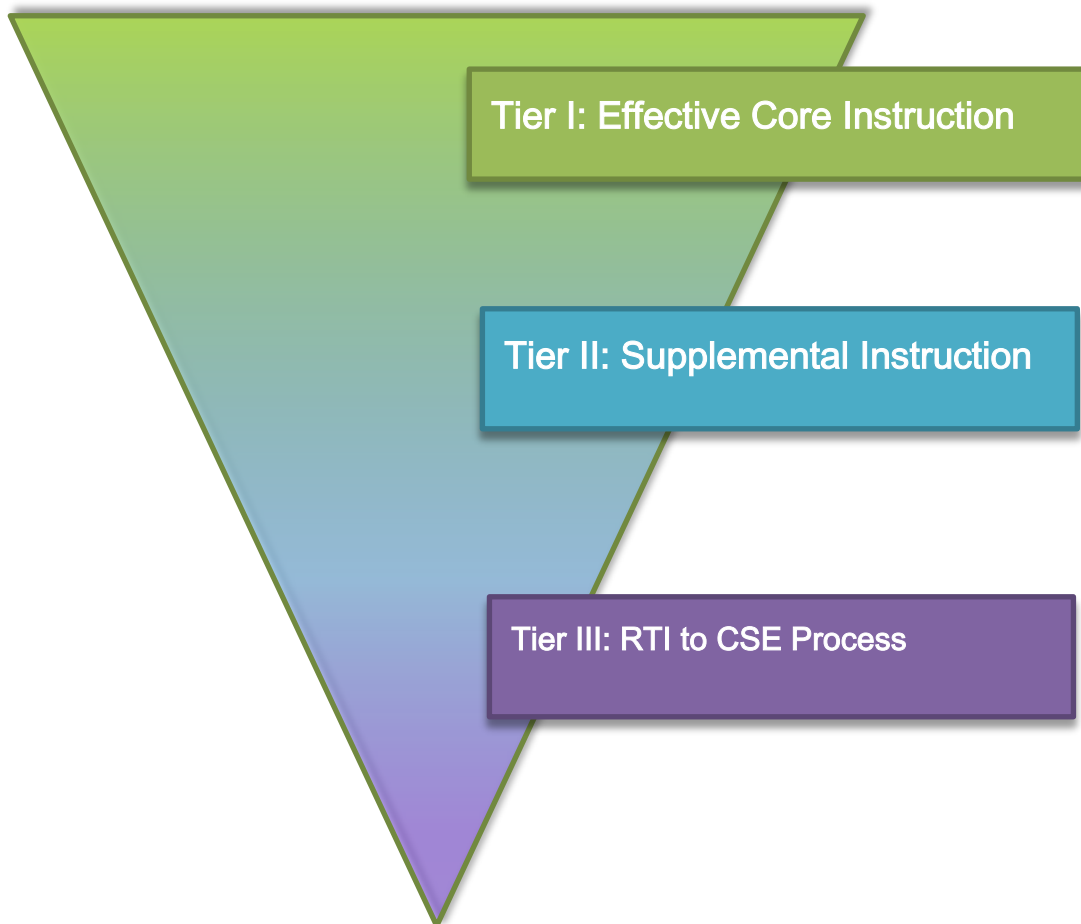 Tier I: Effective Core Instruction
Tier II: Supplemental Instruction
Tier III: RTI to CSE Process